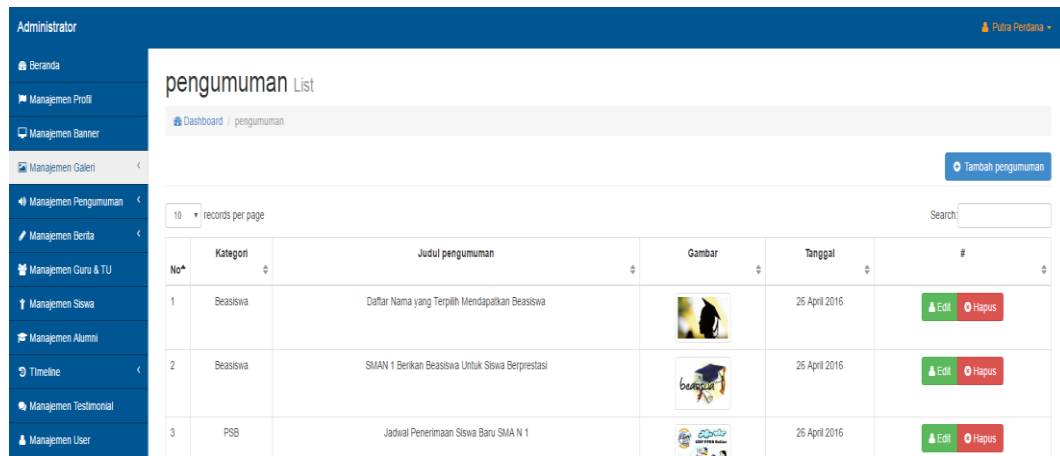 Administrator
Putra Perdana
Beranda
Manajemen Profil
Manajemen Banner
Manajemen Galeri
Manajemen Pengumuman
Manajemen Berita
Manajemen Guru & TU
Manajemen Siswa
Manajemen Alumni
Timeline
Manajemen Testimonial
Manajemen User
pengumuman List
Dashboard / pengumuman
Tambah pengumuman
10 records per page
Search:
No Kategori Judul pengumuman Gambar Tanggal #
1 Beasiswa Daftar Nama yang Terpilih Mendapatkan Beasiswa 26 April 2016 Edit Hapus
2 Beasiswa SMAN 1 Berikan Beasiswa Untuk Siswa Berprestasi beasiswa 26 April 2016 Edit Hapus
3 PSB Jadwal Penerimaan Siswa Baru SMA N 1 26 April 2016 Edit Hapus